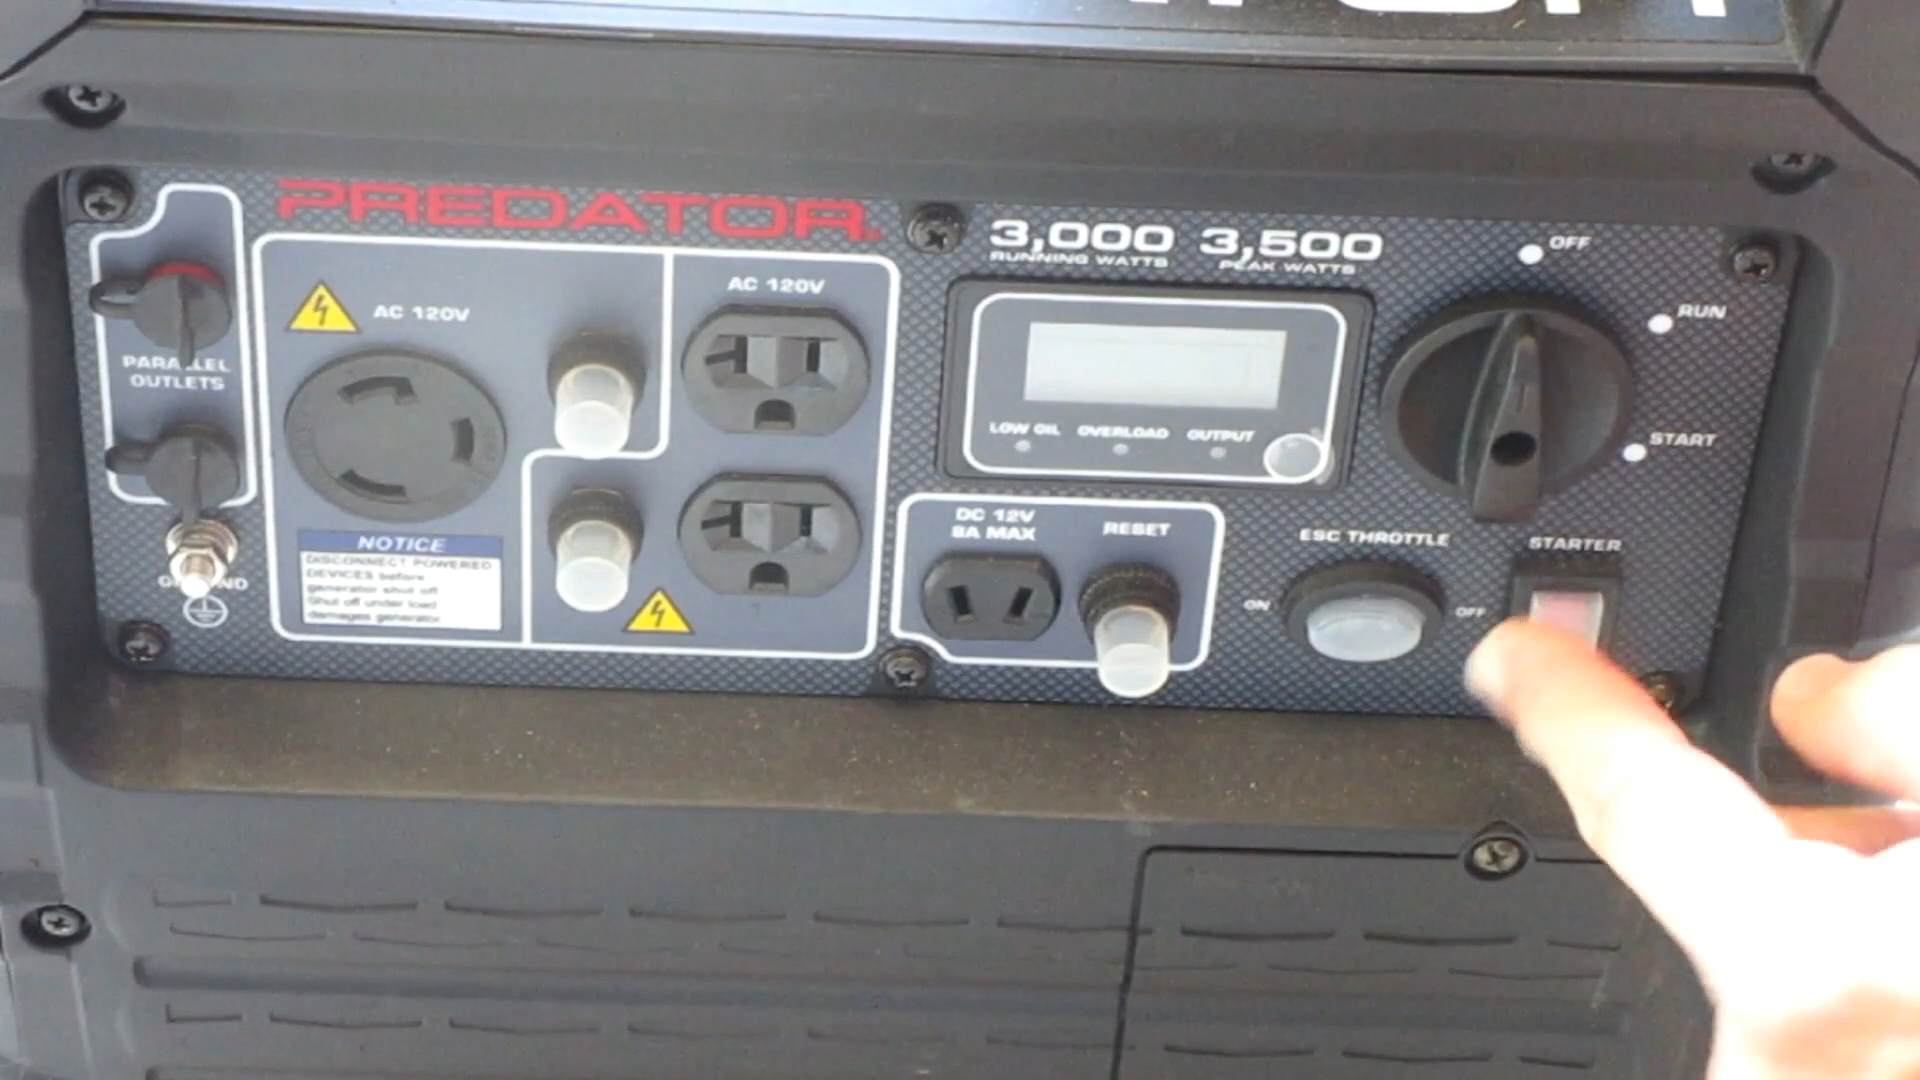 PREDATOR
3,000 3,500
RUNNING WATTS PEAK WATTS
OFF
RUN
START
PARALLEL
OUTLETS
GROUND
AC 120V
AC 120V
NOTICE
DISCONNECT POWERED
DEVICES before
generator shut off
Shut off under load
damages generator
LOW OIL OVERLOAD OUTPUT
DC 12V
8A MAX
RESET
ESC THROTTLE
ON OFF
STARTER